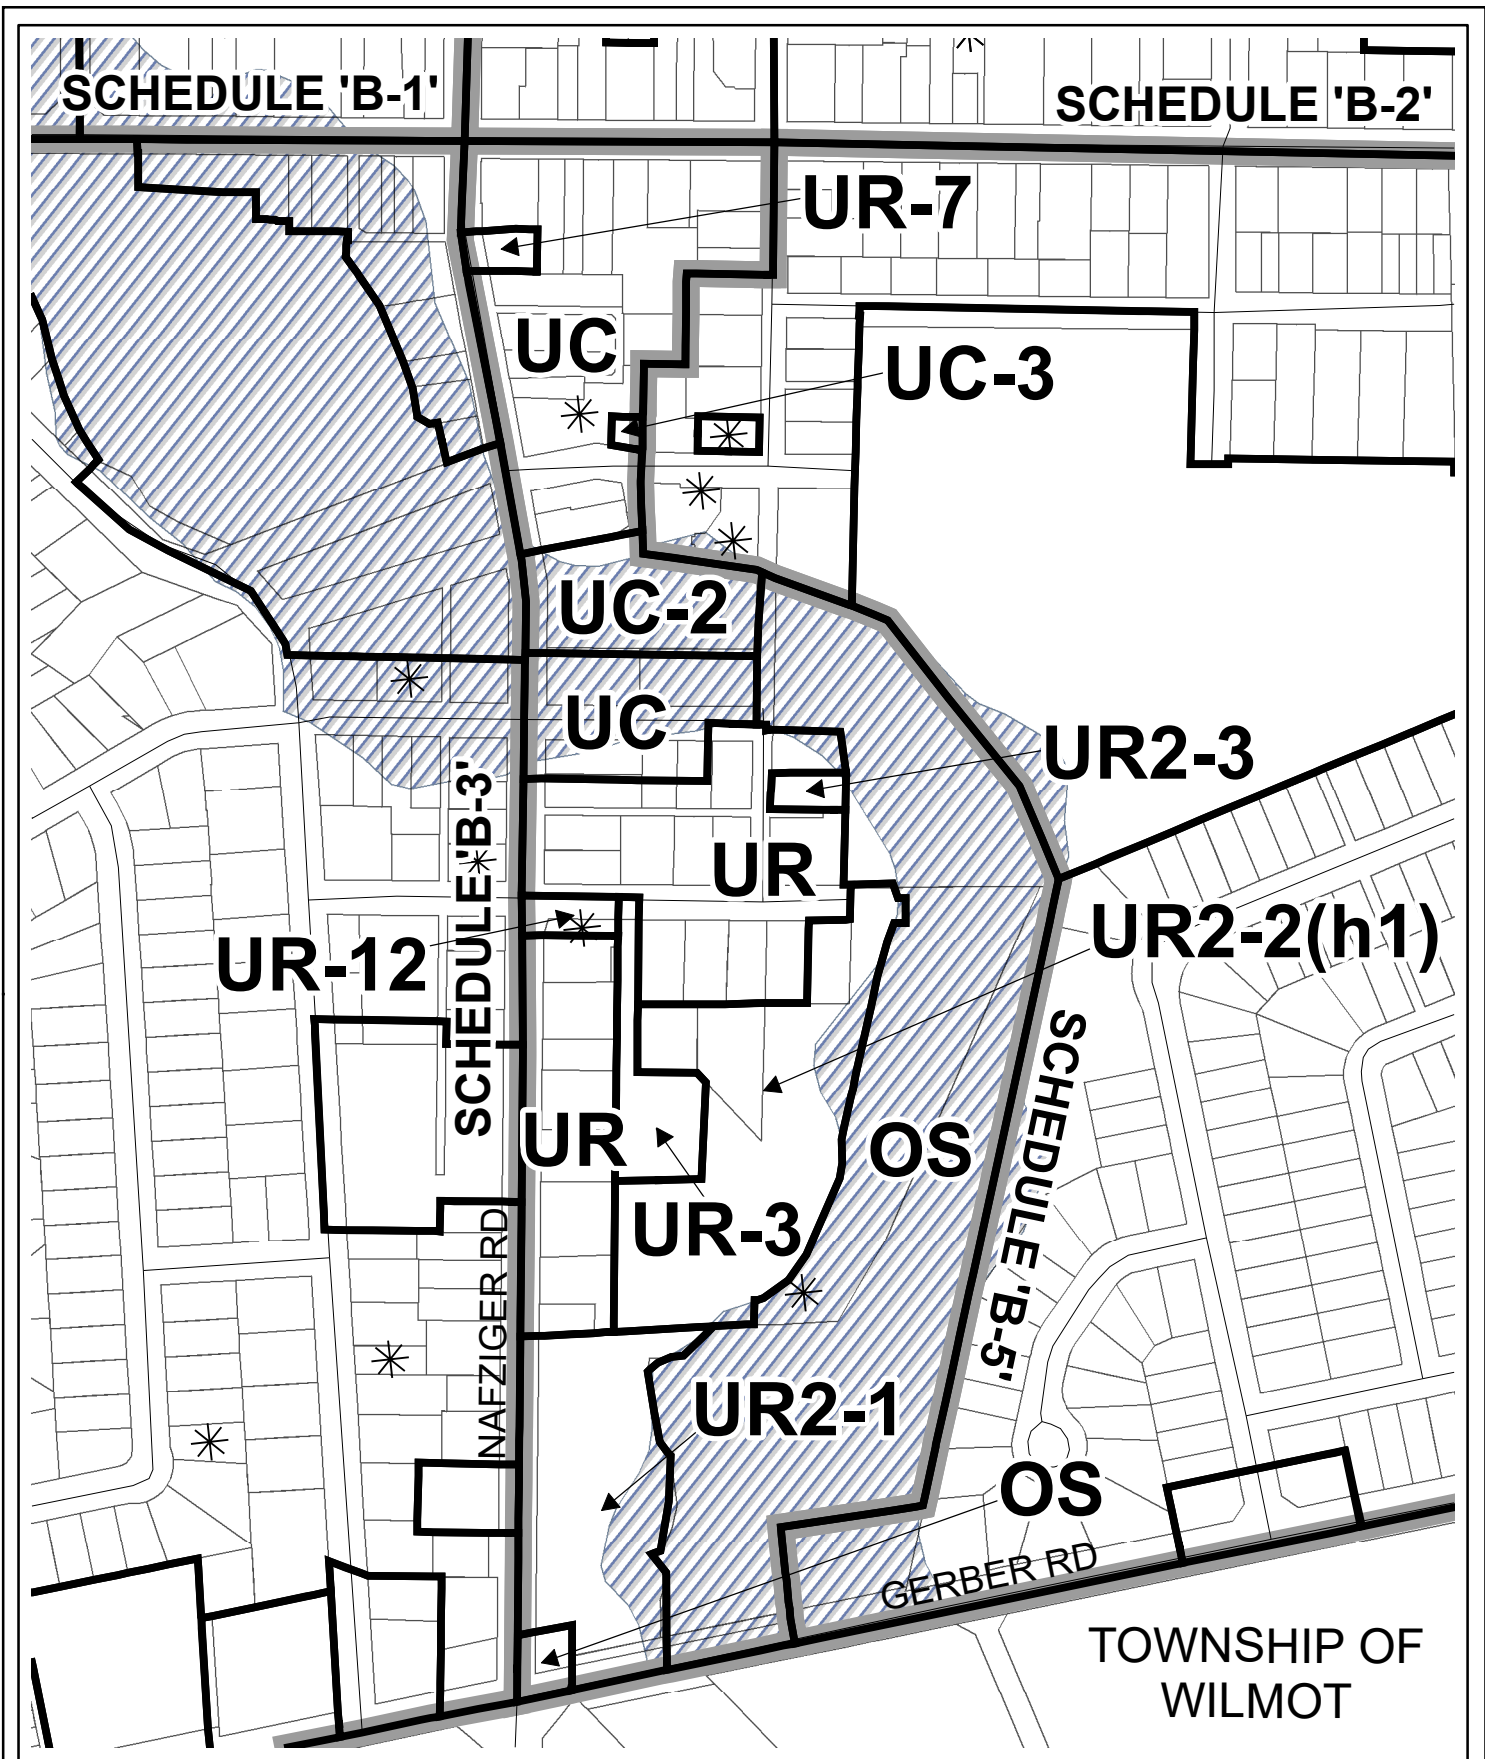 SCHEDULE 'B-1'
SCHEDULE 'B-2'
UR-7
UC
UC-3
UC-2
UC
UR2-3
SCHEDULE 'B-3'
UR
UR2-2(h1)
UR-12
SCHEDULE 'B-5'
UR
OS
UR-3
NAFZIGER RD
UR2-1
OS
GERBER RD
TOWNSHIP OF
WILMOT